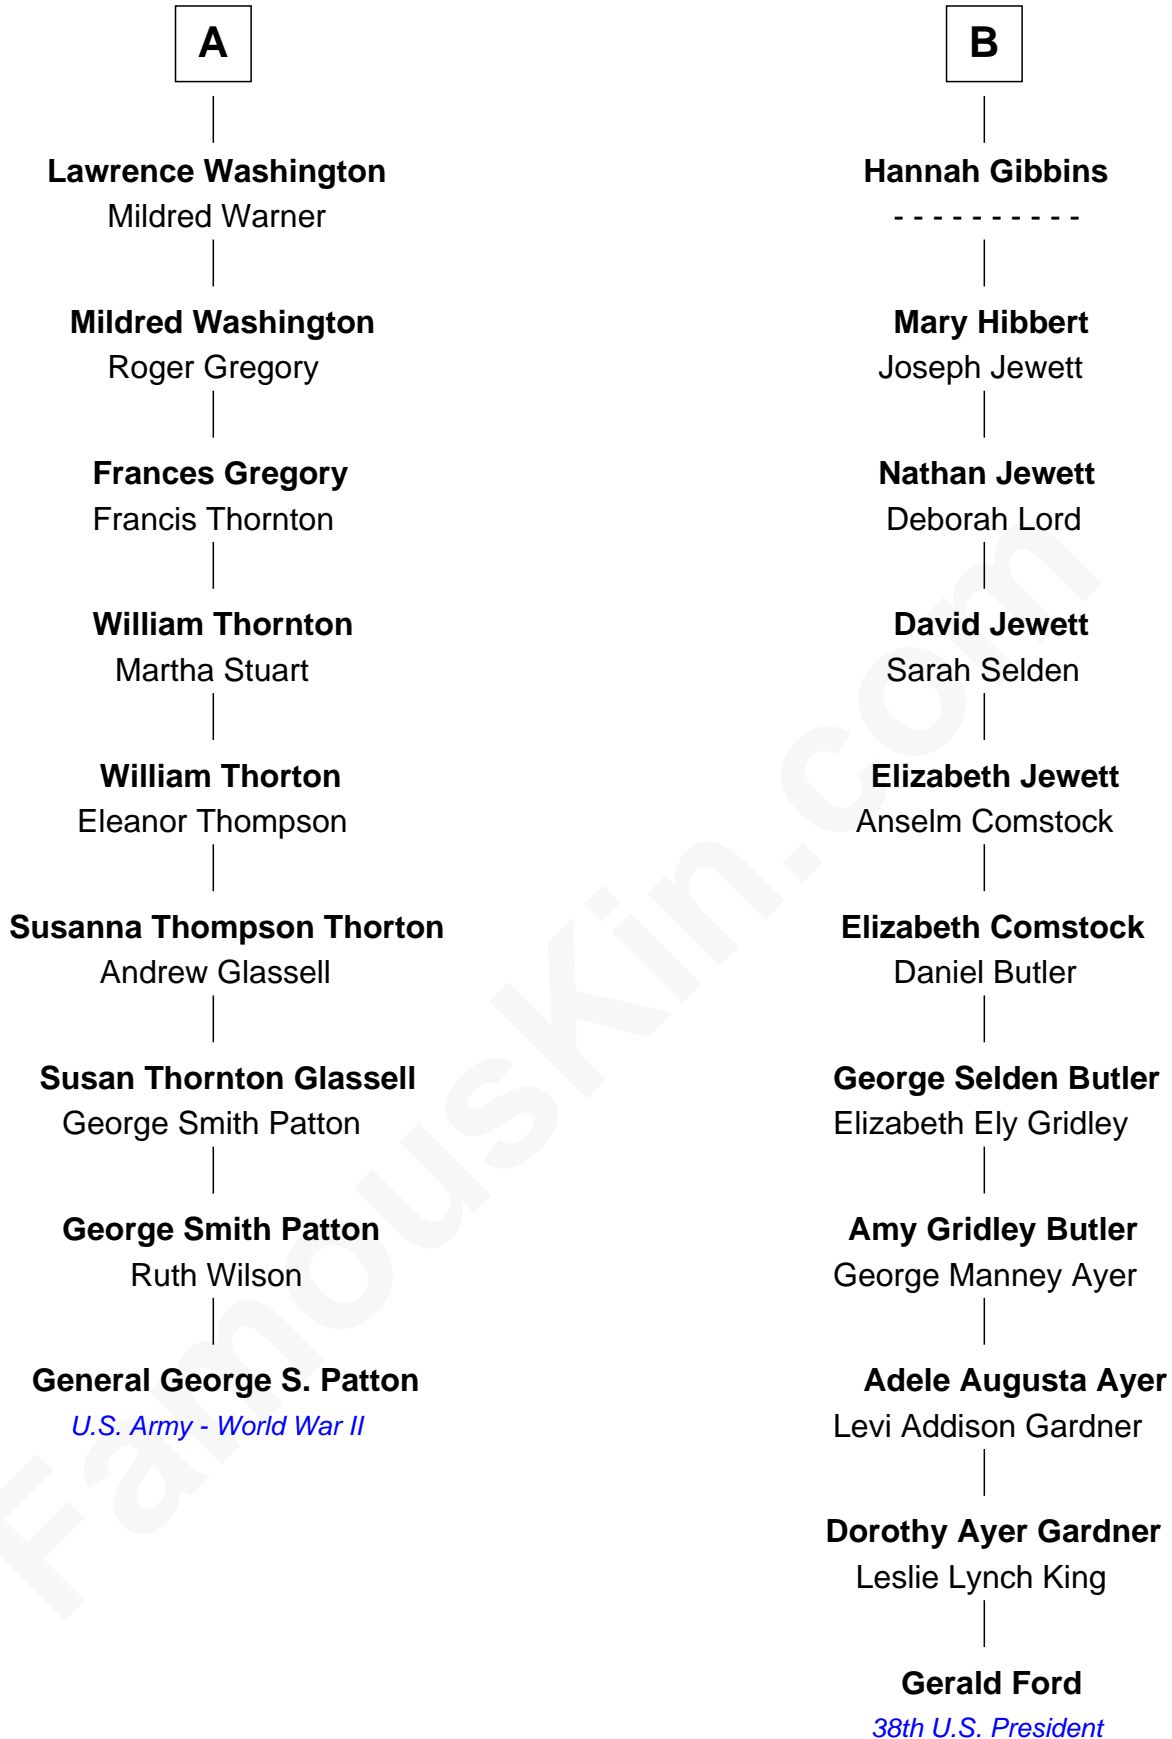 A
Lawrence Washington
Mildred Warner
Mildred Washington
Roger Gregory
Frances Gregory
Francis Thornton
William Thornton
Martha Stuart
William Thorton
Eleanor Thompson
Susanna Thompson Thorton
Andrew Glassell
Susan Thornton Glassell
George Smith Patton
George Smith Patton
Ruth Wilson
General George S. Patton
U.S. Army - World War II
B
Hannah Gibbins
- - - - - - - - - -
Mary Hibbert
Joseph Jewett
Nathan Jewett
Deborah Lord
David Jewett
Sarah Selden
Elizabeth Jewett
Anselm Comstock
Elizabeth Comstock
Daniel Butler
George Selden Butler
Elizabeth Ely Gridley
Amy Gridley Butler
George Manney Ayer
Adele Augusta Ayer
Levi Addison Gardner
Dorothy Ayer Gardner
Leslie Lynch King
Gerald Ford
38th U.S. President
FamousKin.com